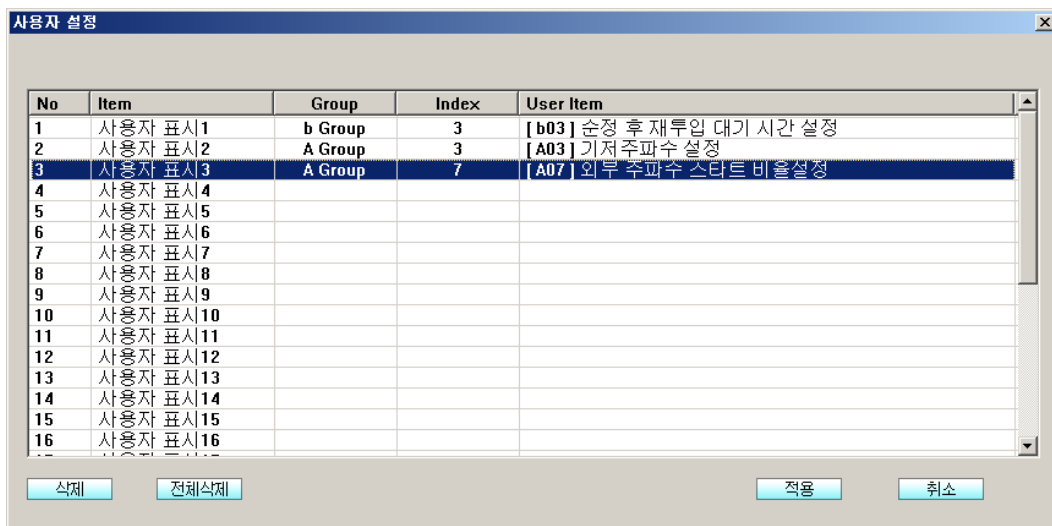 사용자 설정
No Item Group Index User Item
1 사용자 표시1 b Group 3 [ b03 ] 순정 후 재투입 대기 시간 설정
2 사용자 표시2 A Group 3 [ A03 ] 기저주파수 설정
3 사용자 표시3 A Group 7 [ A07 ] 외부 주파수 스타트 비율설정
4 사용자 표시4
5 사용자 표시5
6 사용자 표시6
7 사용자 표시7
8 사용자 표시8
9 사용자 표시9
10 사용자 표시10
11 사용자 표시11
12 사용자 표시12
13 사용자 표시13
14 사용자 표시14
15 사용자 표시15
16 사용자 표시16
삭제 전체삭제 적용 취소